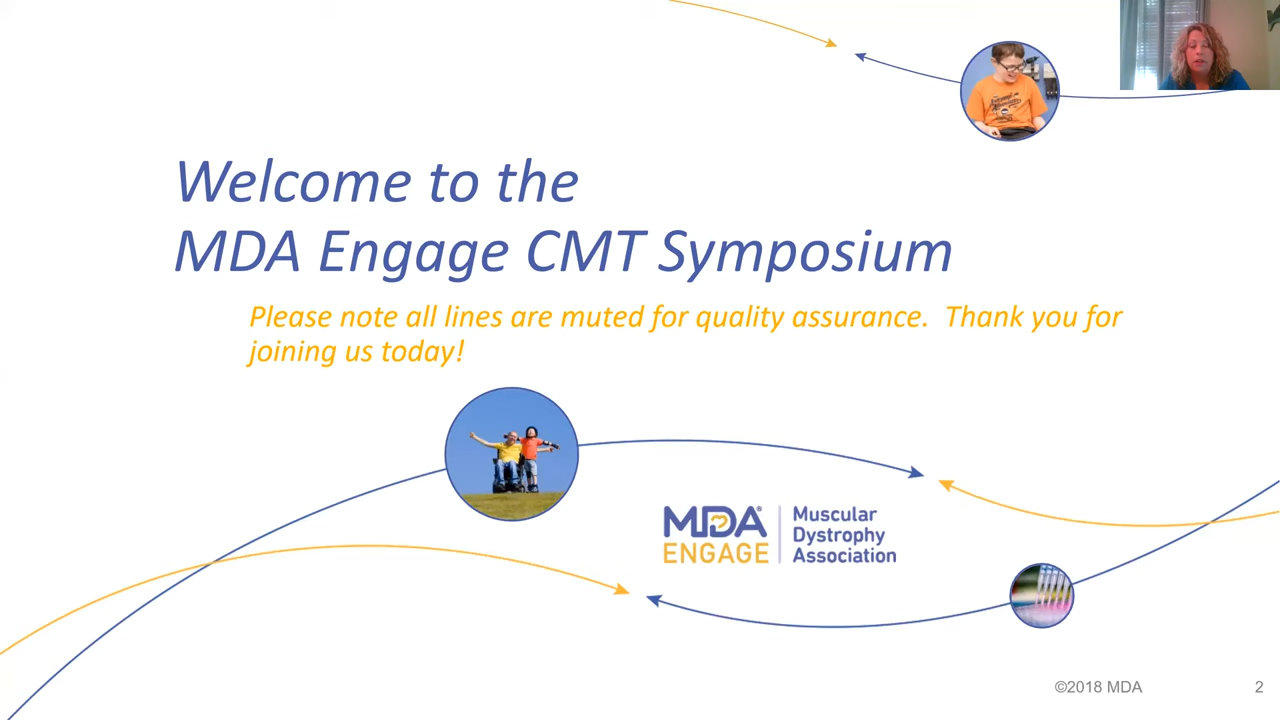 Welcome to the
MDA Engage CMT Symposium
Please note all lines are muted for quality assurance.  Thank you for
joining us today!
MDA®
ENGAGE
Muscular
Dystrophy
Association
©2018 MDA
2